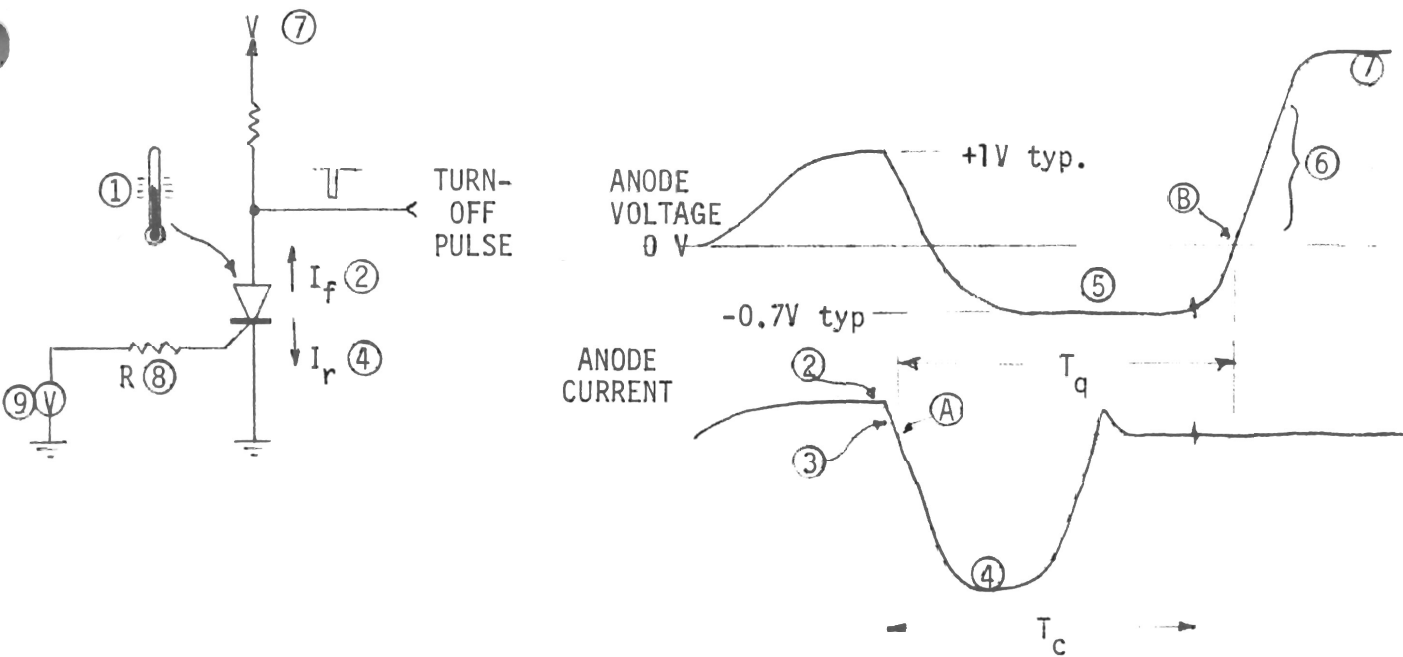 V ⑦
①
TURN-
OFF
PULSE
I_f ②
I_r ④
R ⑧
⑨ V
ANODE
VOLTAGE
0 V
+1V typ.
-0.7V typ
⑤
Ⓑ
⑥
⑦
ANODE
CURRENT
②
③
Ⓐ
T_q
④
T_c